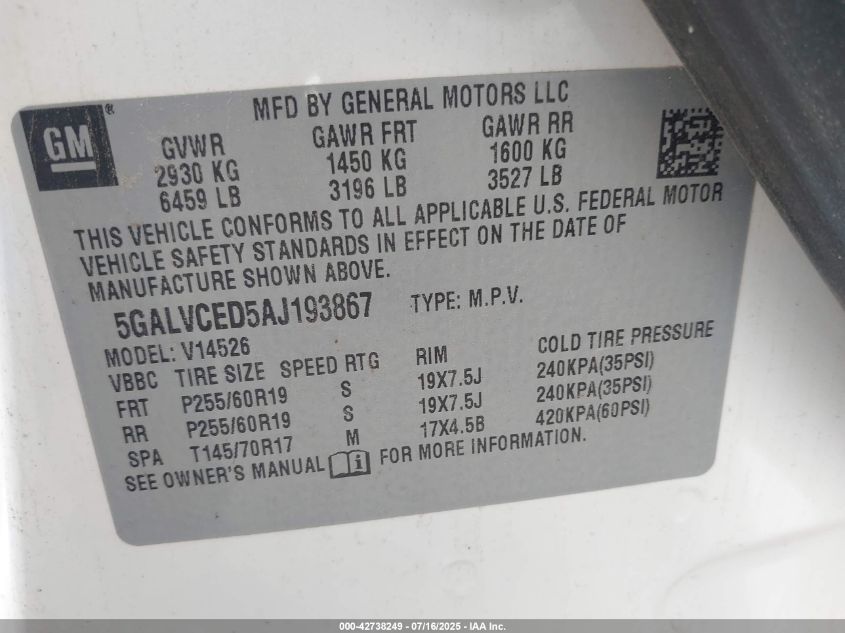 GM®
MFD BY GENERAL MOTORS LLC
GVWR GAWR FRT GAWR RR
2930 KG 1450 KG 1600 KG
6459 LB 3196 LB 3527 LB
THIS VEHICLE CONFORMS TO ALL APPLICABLE U.S. FEDERAL MOTOR
VEHICLE SAFETY STANDARDS IN EFFECT ON THE DATE OF
MANUFACTURE SHOWN ABOVE.
5GALVCED5AJ193867 TYPE: M.P.V.
MODEL: V14526
VBBC TIRE SIZE SPEED RTG RIM COLD TIRE PRESSURE
FRT P255/60R19 S 19X7.5J 240KPA(35PSI)
RR P255/60R19 S 19X7.5J 240KPA(35PSI)
SPA T145/70R17 M 17X4.5B 420KPA(60PSI)
SEE OWNER'S MANUAL i FOR MORE INFORMATION.
000-42738249 - 07/16/2025 - IAA Inc.